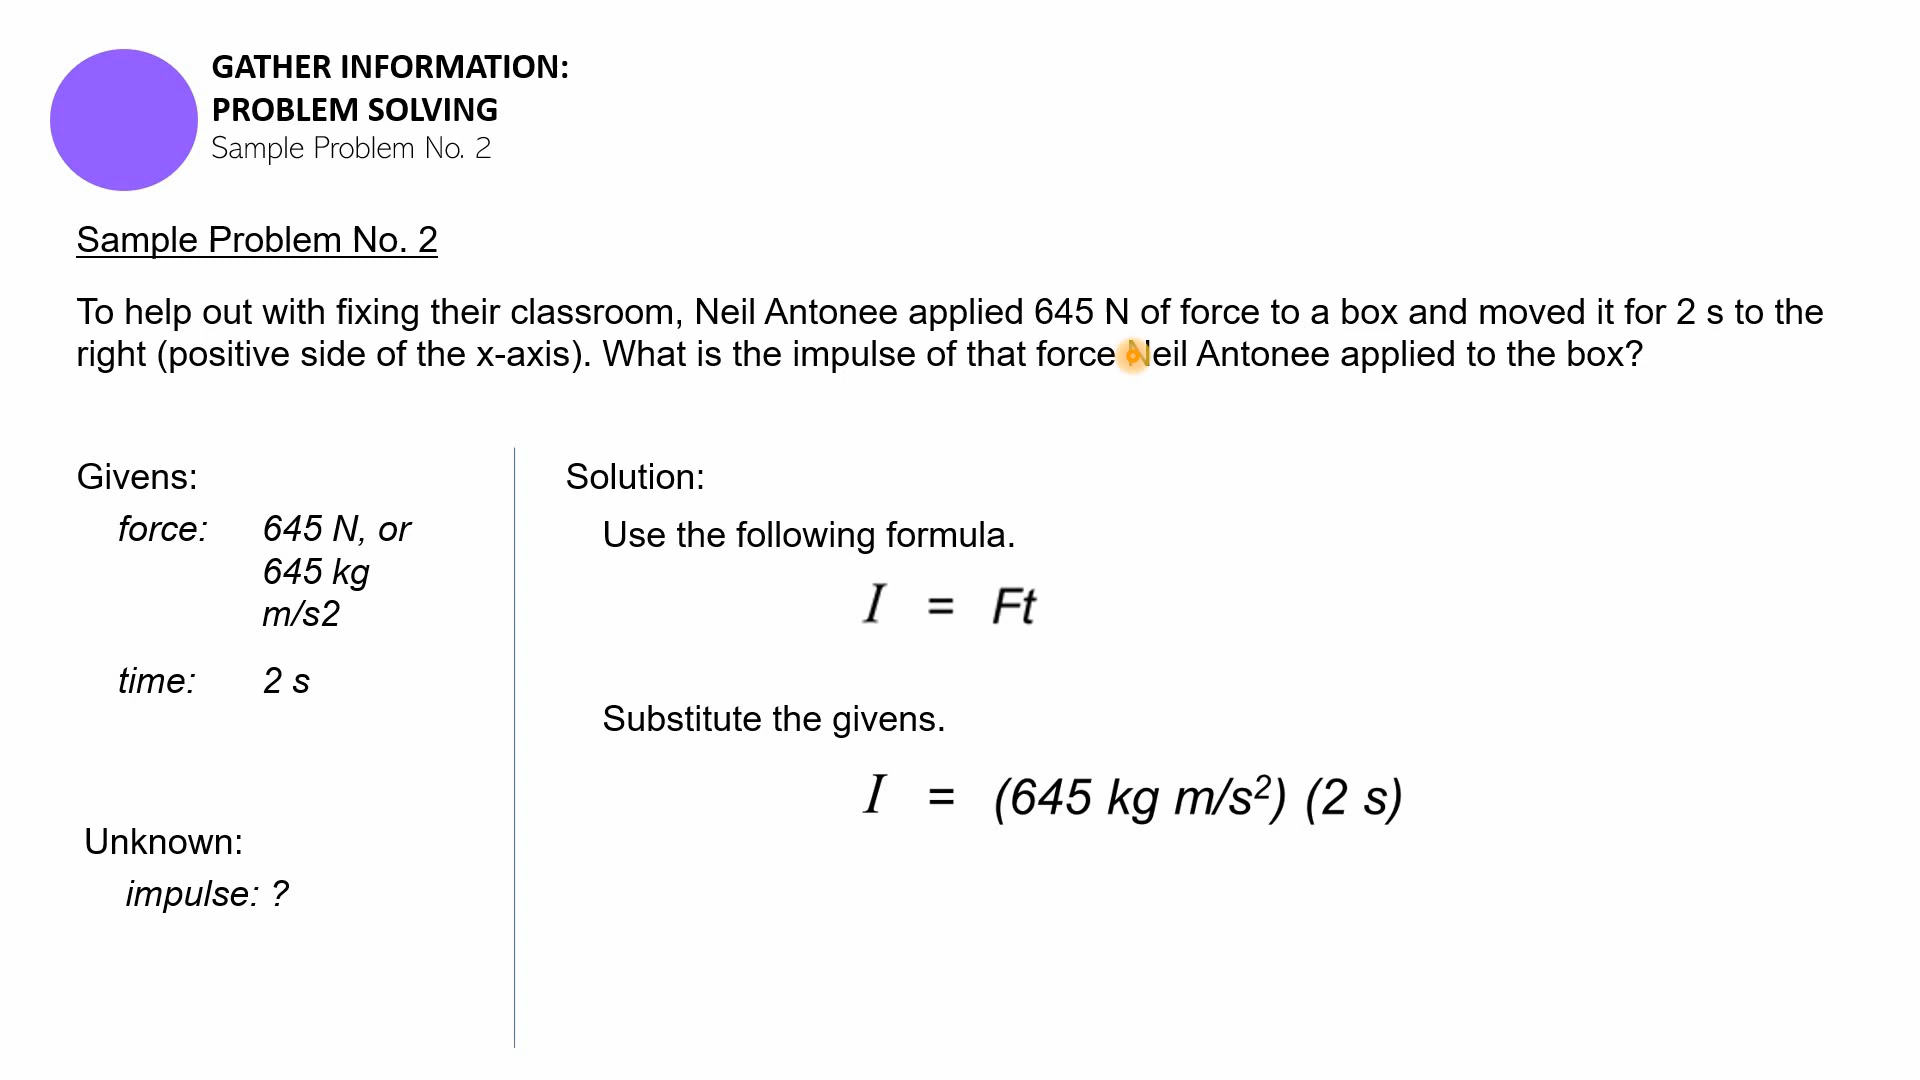 GATHER INFORMATION:
PROBLEM SOLVING
Sample Problem No. 2
Sample Problem No. 2
To help out with fixing their classroom, Neil Antonee applied 645 N of force to a box and moved it for 2 s to the
right (positive side of the x-axis). What is the impulse of that force Neil Antonee applied to the box?
Givens:
force: 645 N, or
645 kg
m/s2
time: 2 s
Unknown:
impulse: ?
Solution:
Use the following formula.
I = Ft
Substitute the givens.
I = (645 kg m/s²) (2 s)